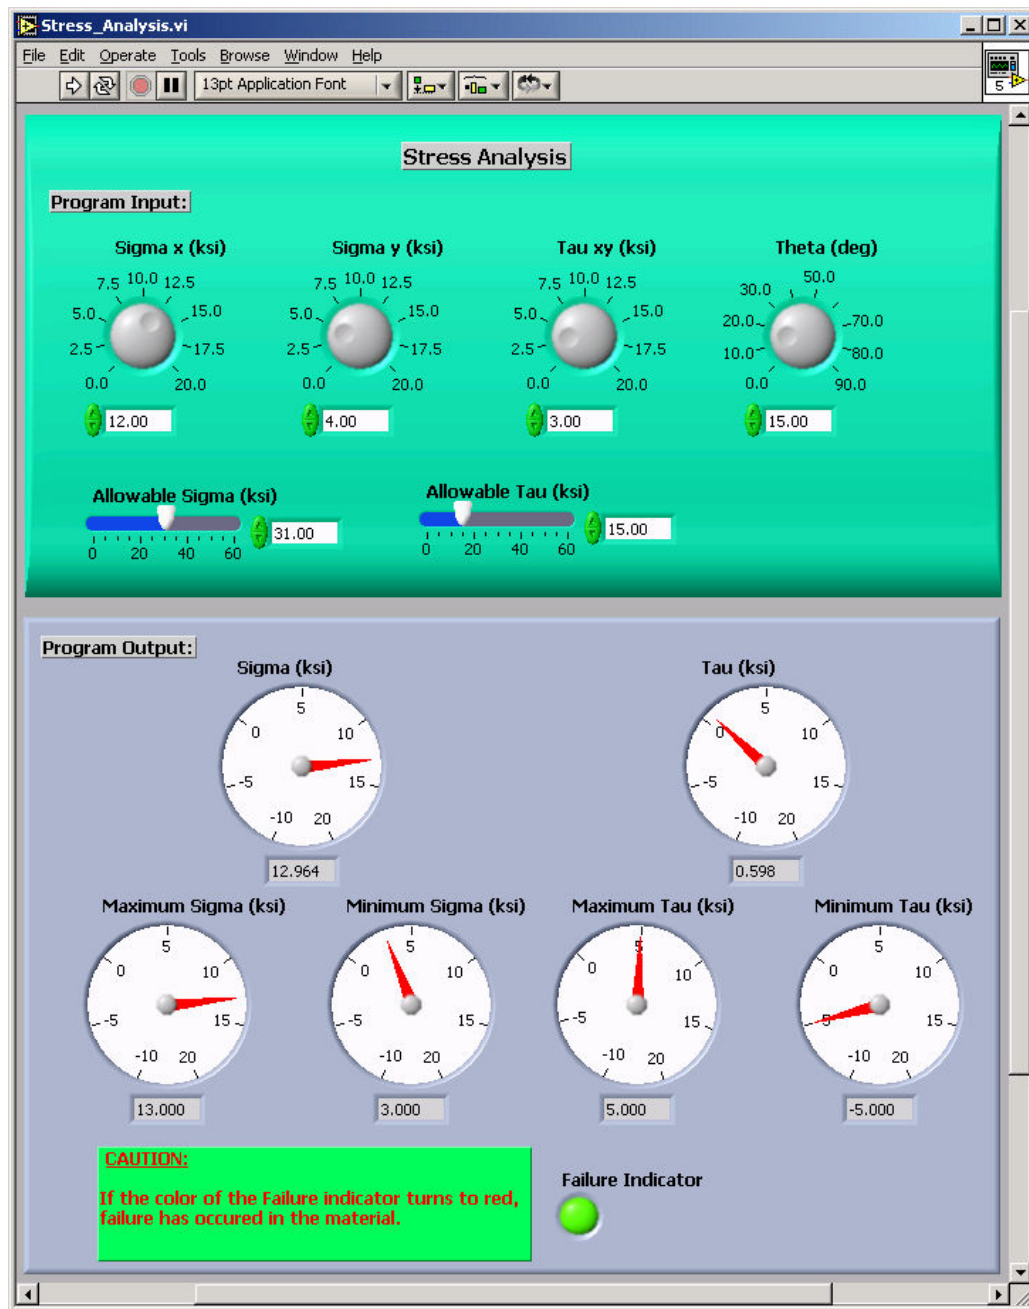 Stress_Analysis.vi
File Edit Operate Tools Browse Window Help
13pt Application Font
5
Stress Analysis
Program Input:
Sigma x (ksi) Sigma y (ksi) Tau xy (ksi) Theta (deg)
0.0 2.5 5.0 7.5 10.0 12.5 15.0 17.5 20.0
0.0 2.5 5.0 7.5 10.0 12.5 15.0 17.5 20.0
0.0 2.5 5.0 7.5 10.0 12.5 15.0 17.5 20.0
0.0 10.0 20.0 30.0 50.0 70.0 80.0 90.0
12.00 4.00 3.00 15.00
Allowable Sigma (ksi) Allowable Tau (ksi)
31.00 15.00
0 20 40 60 0 20 40 60
Program Output:
Sigma (ksi) Tau (ksi)
-10 -5 0 5 10 15 20
-10 -5 0 5 10 15 20
12.964 0.598
Maximum Sigma (ksi) Minimum Sigma (ksi) Maximum Tau (ksi) Minimum Tau (ksi)
-10 -5 0 5 10 15 20
-10 -5 0 5 10 15 20
-10 -5 0 5 10 15 20
-10 -5 0 5 10 15 20
13.000 3.000 5.000 -5.000
CAUTION:
If the color of the Failure indicator turns to red,
failure has occured in the material.
Failure Indicator